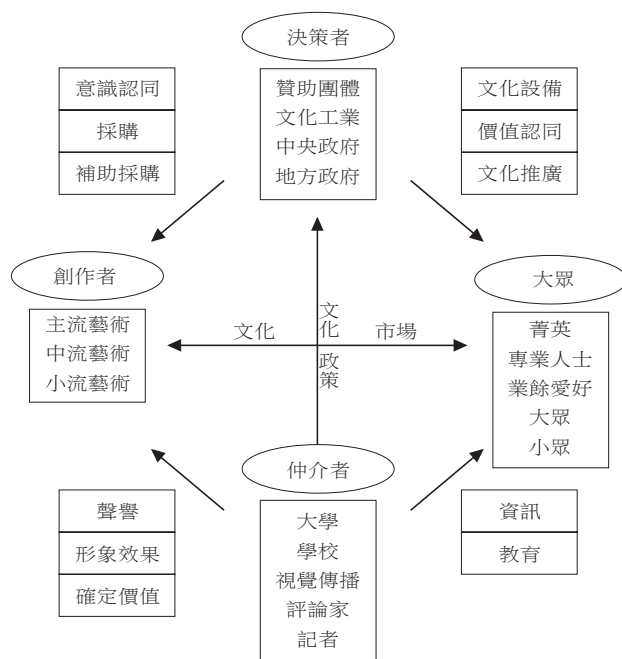 決策者
意識認同
採購
補助採購
贊助團體
文化工業
中央政府
地方政府
文化設備
價值認同
文化推廣
創作者
主流藝術
中流藝術
小流藝術
文化
文化政策
市場
大眾
菁英
專業人士
業餘愛好
大眾
小眾
仲介者
聲譽
形象效果
確定價值
大學
學校
視覺傳播
評論家
記者
資訊
教育